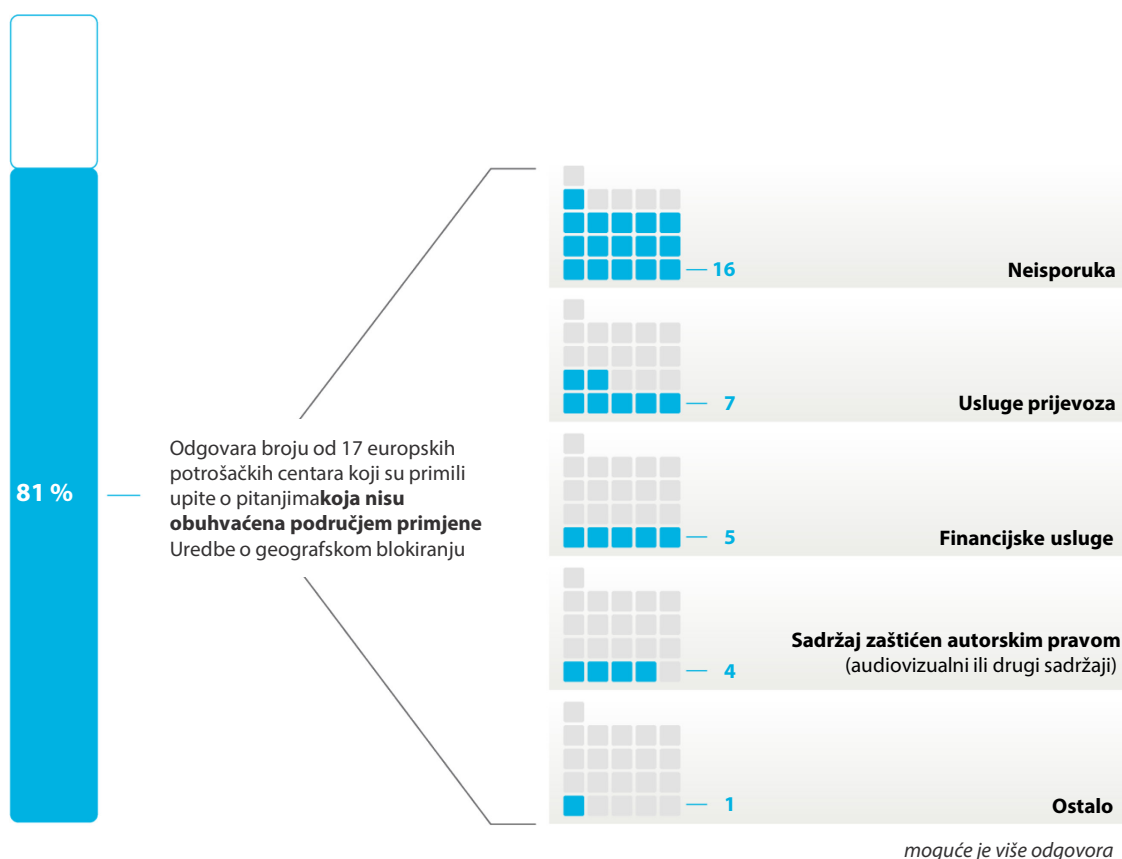 16
Neisporuka
7
Usluge prijevoza
81 %
Odgovara broju od 17 europskih
potrošačkih centara koji su primili
upite o pitanjimakoja nisu
obuhvaćena područjem primjene
Uredbe o geografskom blokiranju
5
Financijske usluge
4
Sadržaj zaštićen autorskim pravom
(audiovizualni ili drugi sadržaji)
1
Ostalo
moguće je više odgovora